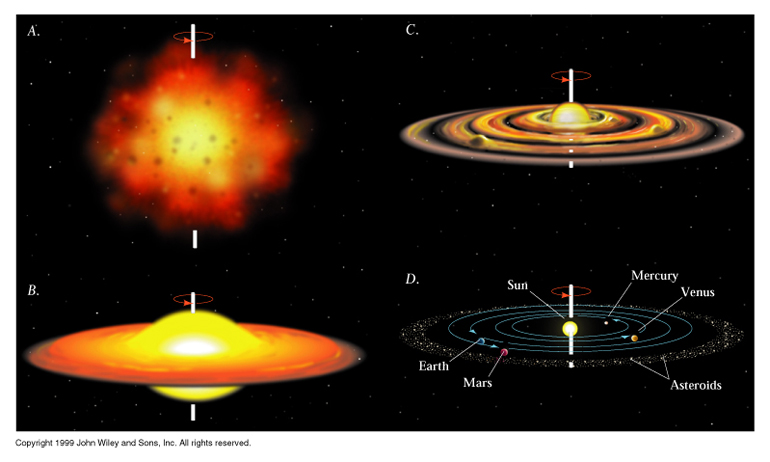 A.
B.
C.
D.
Sun
Mercury
Venus
Earth
Mars
Asteroids
Copyright 1999 John Wiley and Sons, Inc. All rights reserved.